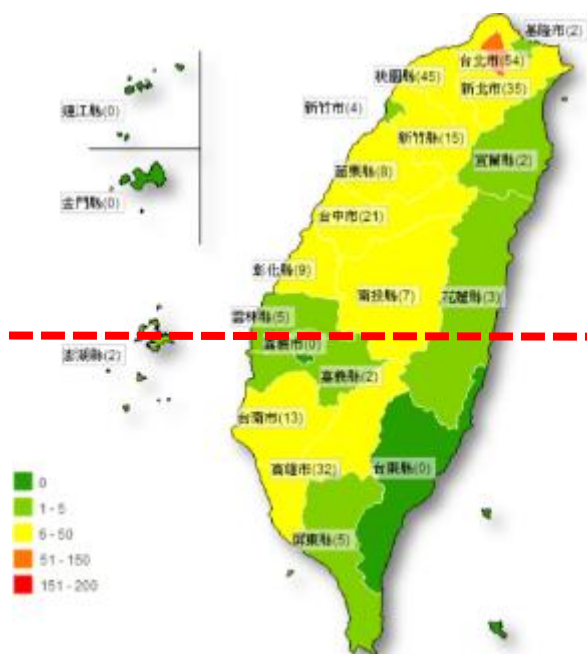 基隆市(2)
台北市(54)
桃園縣(45)
新北市(35)
新竹市(4)
連江縣(0)
新竹縣(15)
宜蘭縣(2)
苗栗縣(8)
金門縣(0)
台中市(21)
彰化縣(9)
南投縣(7)
花蓮縣(3)
雲林縣(5)
嘉義市(0)
澎湖縣(2)
嘉義縣(2)
台南市(13)
高雄市(32)
台東縣(0)
0
1 - 5
6 - 50
51 - 150
151 - 200
屏東縣(5)